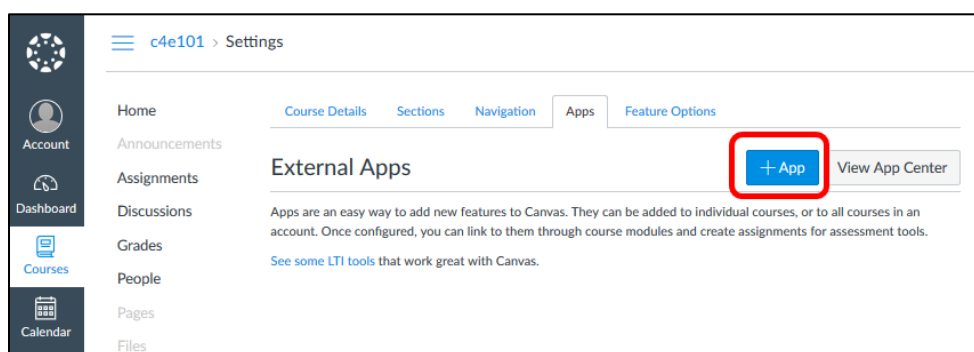 c4e101 > Settings
Account
Dashboard
Courses
Calendar
Home
Announcements
Assignments
Discussions
Grades
People
Pages
Files
Course Details Sections Navigation Apps Feature Options
External Apps
+ App View App Center
Apps are an easy way to add new features to Canvas. They can be added to individual courses, or to all courses in an
account. Once configured, you can link to them through course modules and create assignments for assessment tools.
See some LTI tools that work great with Canvas.